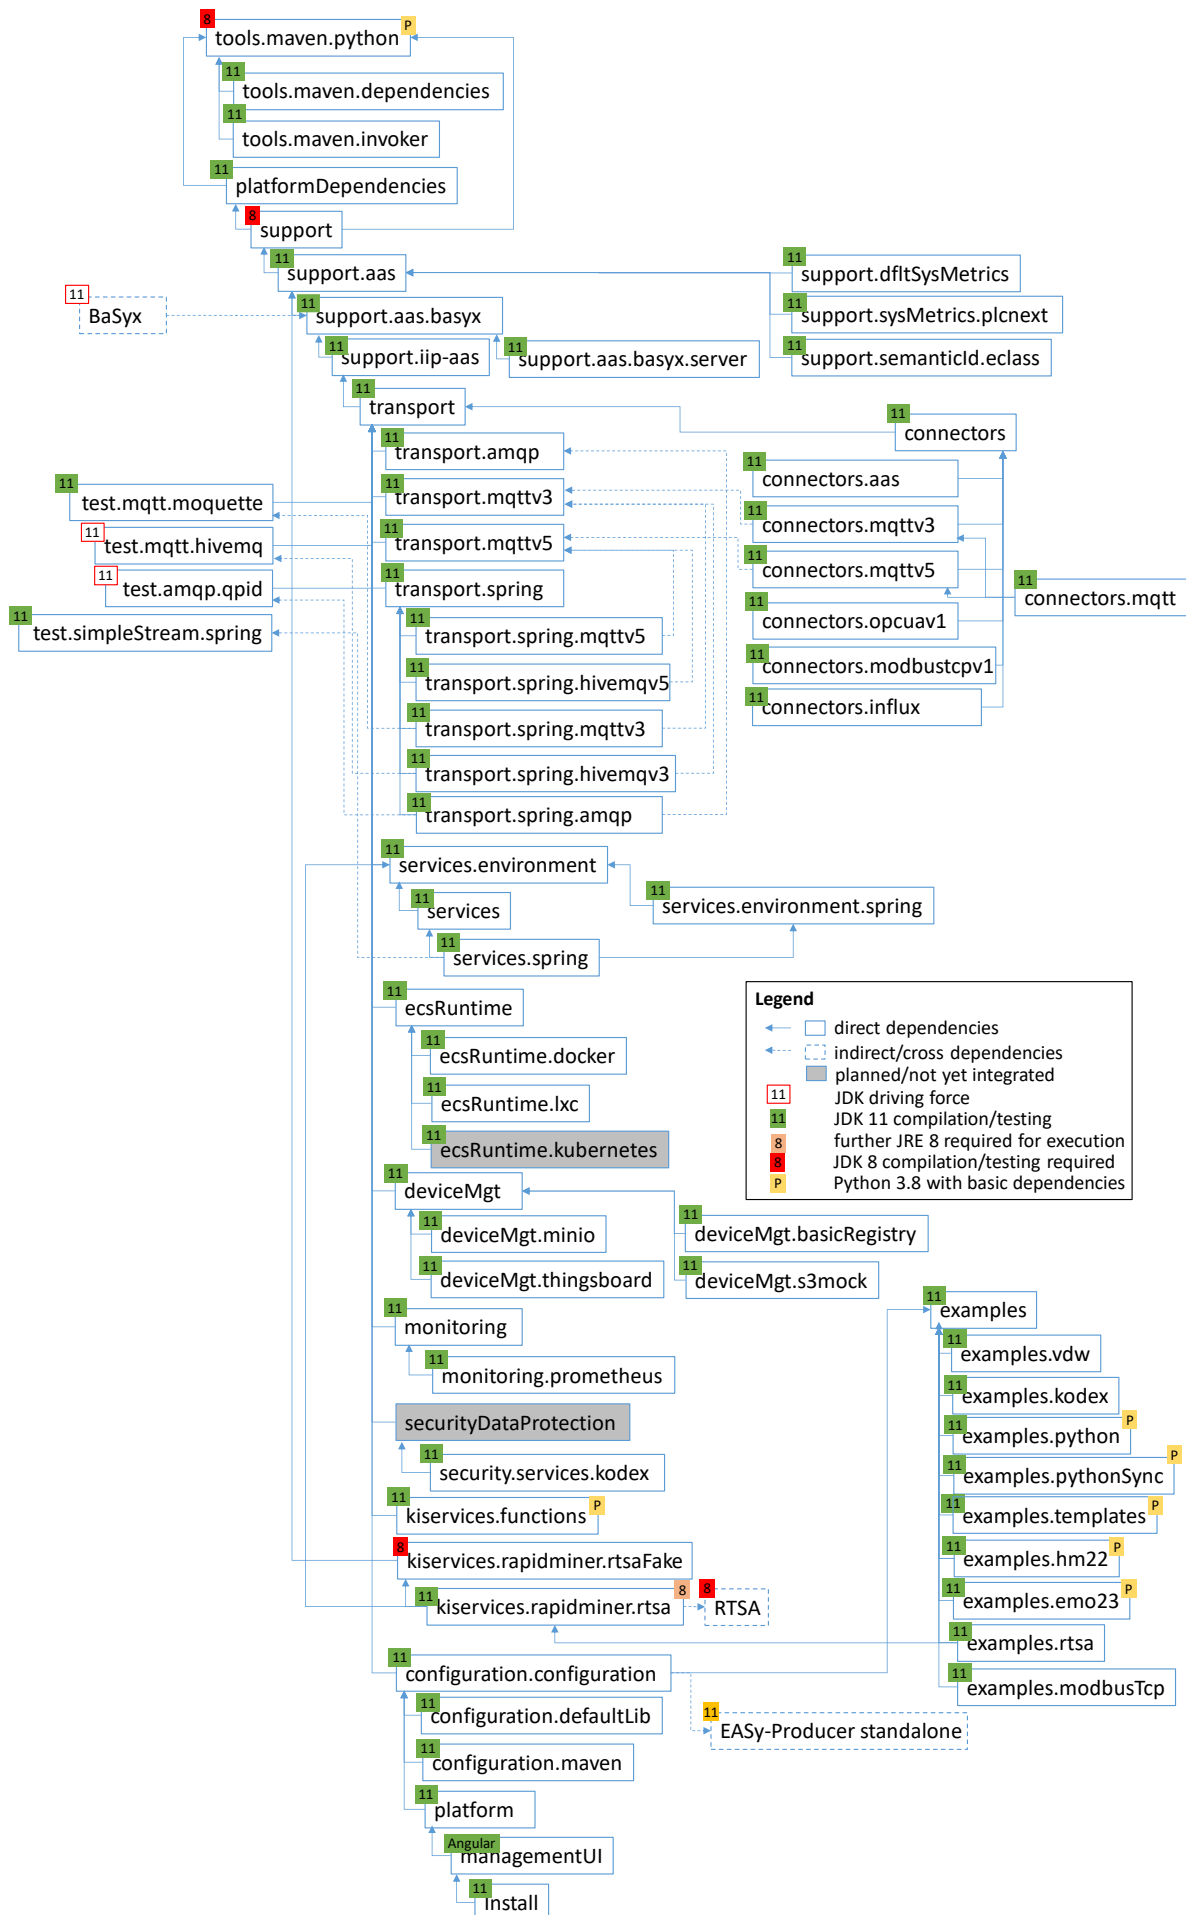 8
P
tools.maven.python
11
tools.maven.dependencies
11
tools.maven.invoker
11
platformDependencies
8
support
11
support.aas
11
support.dfltSysMetrics
11
BaSyx
11
support.aas.basyx
11
support.sysMetrics.plcnext
11
support.iip-aas
11
support.aas.basyx.server
11
support.semanticId.eclass
11
transport
11
connectors
11
transport.amqp
11
connectors.aas
11
test.mqtt.moquette
11
transport.mqttv3
11
connectors.mqttv3
11
test.mqtt.hivemq
11
transport.mqttv5
11
connectors.mqttv5
11
test.amqp.qpid
11
transport.spring
11
connectors.mqtt
11
test.simpleStream.spring
11
transport.spring.mqttv5
11
connectors.opcuav1
11
transport.spring.hivemqv5
11
connectors.modbustcpv1
11
transport.spring.mqttv3
11
connectors.influx
11
transport.spring.hivemqv3
11
transport.spring.amqp
11
services.environment
11
services
11
services.environment.spring
11
services.spring
11
ecsRuntime
11
ecsRuntime.docker
11
ecsRuntime.lxc
11
ecsRuntime.kubernetes
Legend
direct dependencies
indirect/cross dependencies
planned/not yet integrated
11
JDK driving force
11
JDK 11 compilation/testing
8
further JRE 8 required for execution
8
JDK 8 compilation/testing required
P
Python 3.8 with basic dependencies
11
deviceMgt
11
deviceMgt.minio
11
deviceMgt.basicRegistry
11
deviceMgt.thingsboard
11
deviceMgt.s3mock
11
monitoring
11
monitoring.prometheus
securityDataProtection
11
security.services.kodex
11
P
kiservices.functions
8
kiservices.rapidminer.rtsaFake
11
8
kiservices.rapidminer.rtsa
8
RTSA
11
examples
11
examples.vdw
11
examples.kodex
11
P
examples.python
11
P
examples.pythonSync
11
P
examples.templates
11
P
examples.hm22
11
P
examples.emo23
11
examples.rtsa
11
examples.modbusTcp
11
configuration.configuration
11
configuration.defaultLib
11
EASy-Producer standalone
11
configuration.maven
11
platform
Angular
managementUI
11
Install